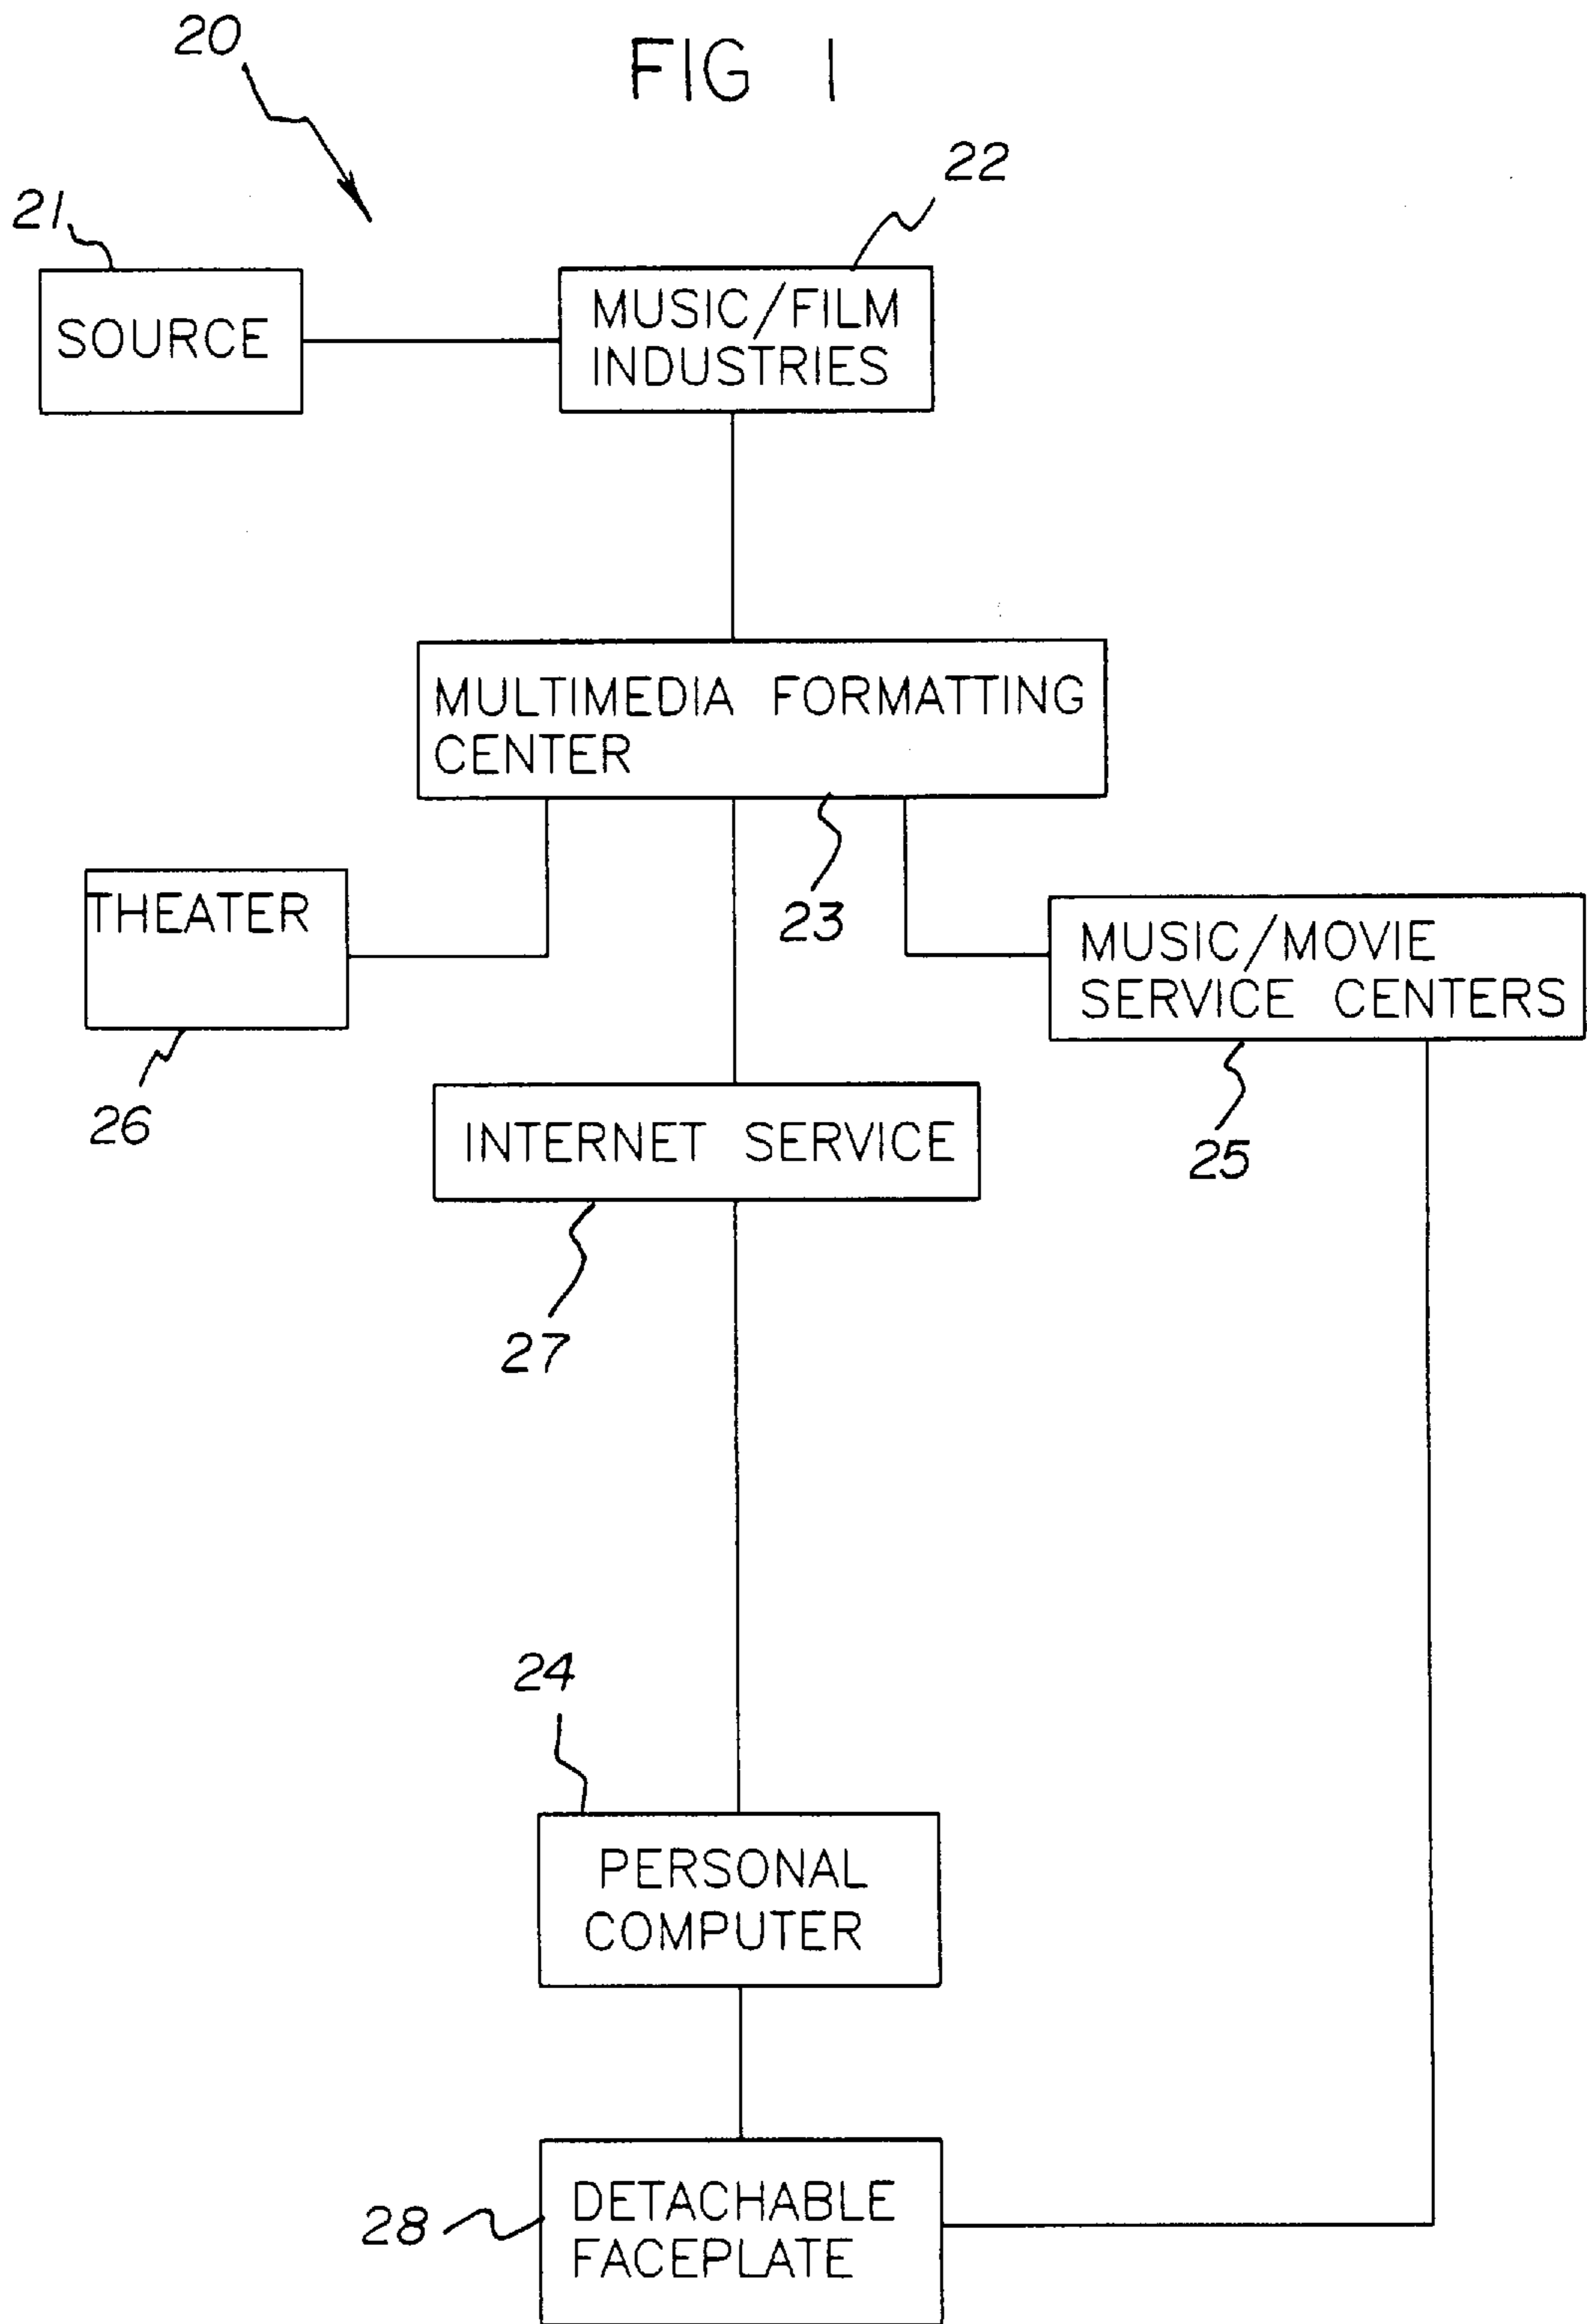 FIG 1
20
22
21
SOURCE
MUSIC/FILM
INDUSTRIES
MULTIMEDIA FORMATTING
CENTER
THEATER
23
MUSIC/MOVIE
SERVICE CENTERS
26
INTERNET SERVICE
25
27
24
PERSONAL
COMPUTER
28
DETACHABLE
FACEPLATE